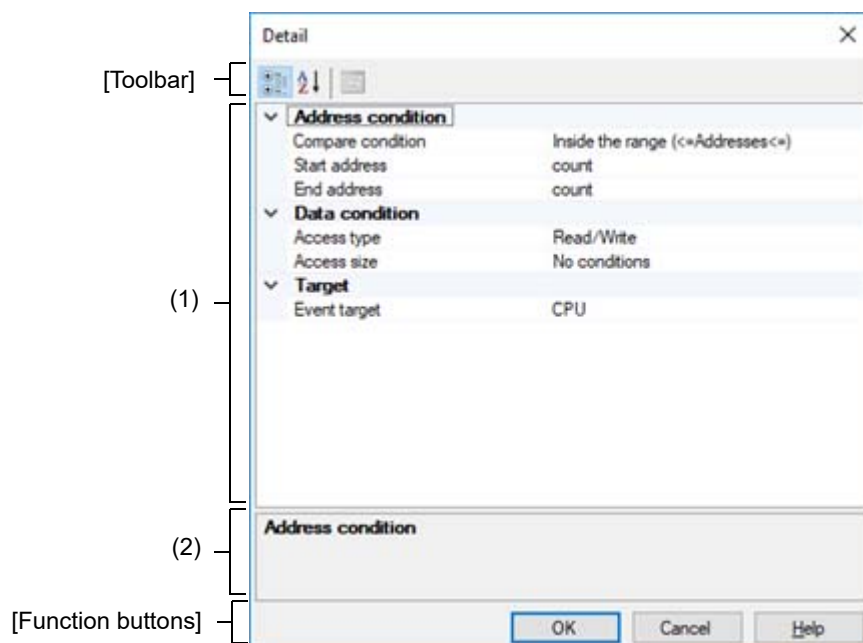 Detail
[Toolbar]
Address condition
Compare condition Inside the range (<=Addresses<=)
Start address count
End address count
Data condition
Access type Read/Write
Access size No conditions
Target
(1) Event target CPU
Address condition
(2)
[Function buttons] OK Cancel Help